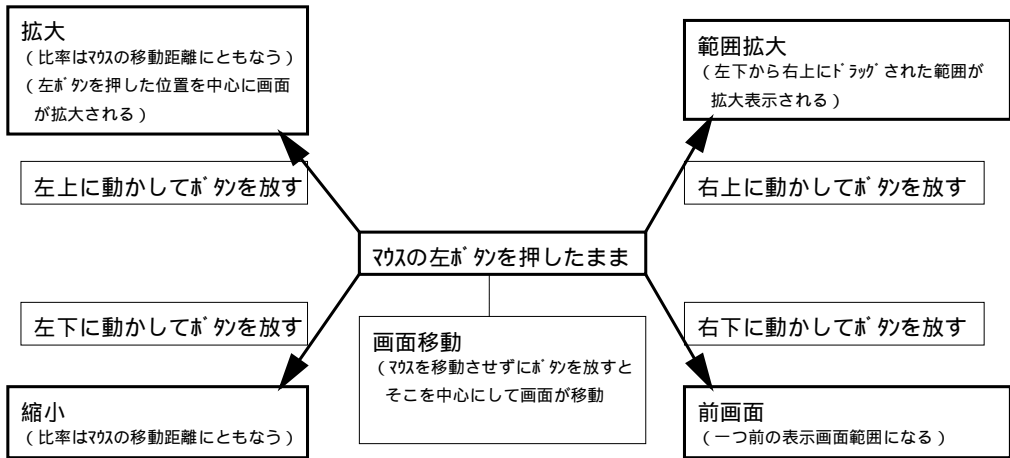 拡大
（比率はﾏｳｽの移動距離にともなう）
（左ﾎﾞﾀﾝを押した位置を中心に画面
が拡大される）
範囲拡大
（左下から右上にﾄﾞﾗｯｸﾞされた範囲が
拡大表示される）
左上に動かしてﾎﾞﾀﾝを放す
右上に動かしてﾎﾞﾀﾝを放す
ﾏｳｽの左ﾎﾞﾀﾝを押したまま
左下に動かしてﾎﾞﾀﾝを放す
右下に動かしてﾎﾞﾀﾝを放す
画面移動
（ﾏｳｽを移動させずにﾎﾞﾀﾝを放すと
そこを中心にして画面が移動
縮小
（比率はﾏｳｽの移動距離にともなう）
前画面
（一つ前の表示画面範囲になる）